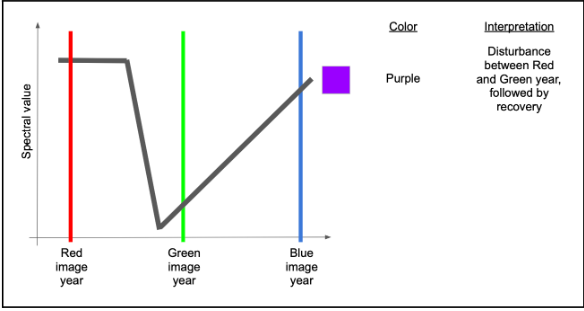 Color
Interpretation
Purple
Disturbance
between Red
and Green year,
followed by
recovery
Spectral value
Red
image
year
Green
image
year
Blue
image
year